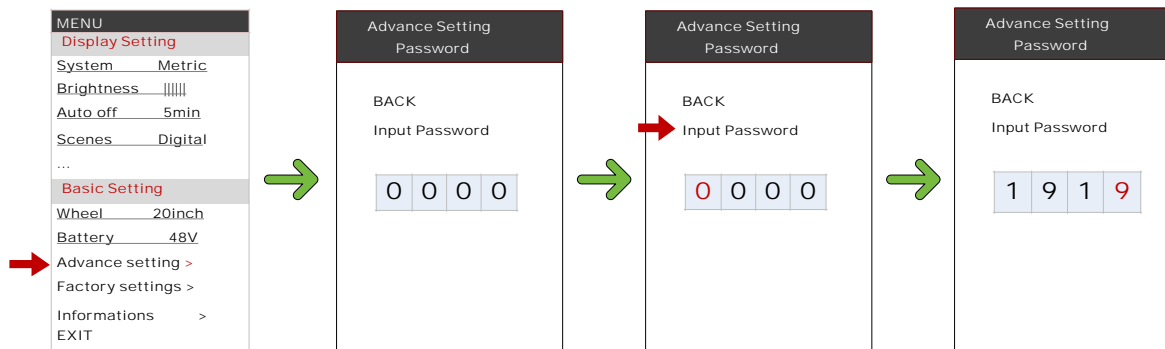 MENU
Display Setting
System Metric
Brightness ||||||
Auto off 5min
Scenes Digital
...
Basic Setting
Wheel 20inch
Battery 48V
Advance setting >
Factory settings >
Informations >
EXIT
Advance Setting
Password
BACK
Input Password
0 0 0 0
Advance Setting
Password
BACK
Input Password
0 0 0 0
Advance Setting
Password
BACK
Input Password
1 9 1 9